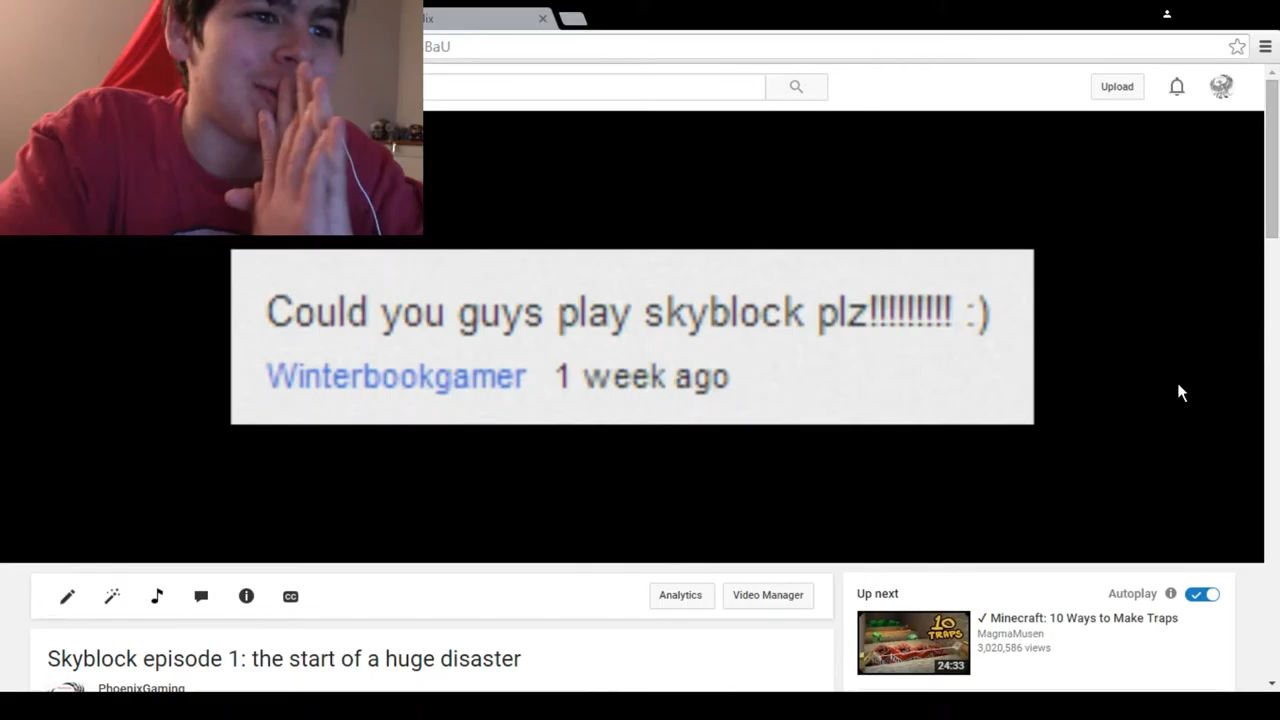 lix
BaU
Upload
Could you guys play skyblock plz!!!!!!!!! :)
Winterbookgamer 1 week ago
CC
Analytics
Video Manager
Up next
Autoplay
10
TRAPS
24:33
✓ Minecraft: 10 Ways to Make Traps
MagmaMusen
3,020,586 views
Skyblock episode 1: the start of a huge disaster
PhoenixGaming